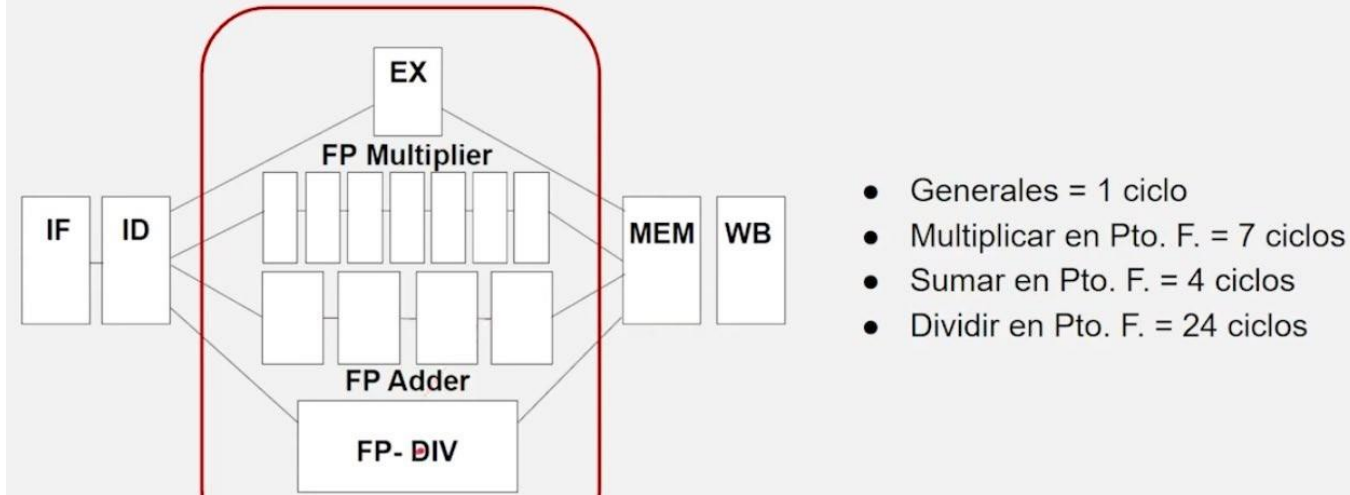 EX
FP Multiplier
IF
ID
MEM
WB
FP Adder
FP- DIV
● Generales = 1 ciclo
● Multiplicar en Pto. F. = 7 ciclos
● Sumar en Pto. F. = 4 ciclos
● Dividir en Pto. F. = 24 ciclos